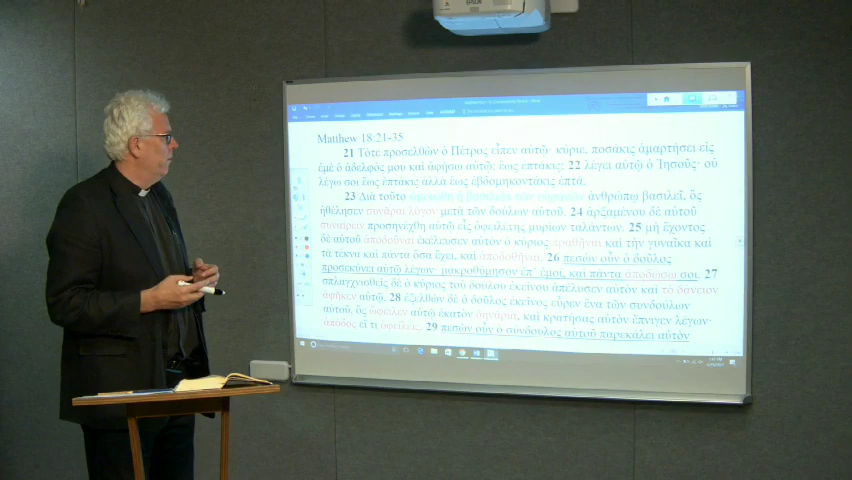 EPSON
Matthew 18:21-35
21 Τότε προσελθὼν ὁ Πέτρος εἶπεν αὐτῷ· κύριε, ποσάκις ἁμαρτήσει εἰς
ἐμὲ ὁ ἀδελφός μου καὶ ἀφήσω αὐτῷ; ἕως ἑπτάκις; 22 λέγει αὐτῷ ὁ Ἰησοῦς· οὐ
λέγω σοι ἕως ἑπτάκις ἀλλὰ ἕως ἑβδομηκοντάκις ἑπτά.
23 Διὰ τοῦτο ὡμοιώθη ἡ βασιλεία τῶν οὐρανῶν ἀνθρώπῳ βασιλεῖ, ὃς
ἠθέλησεν συνᾶραι λόγον μετὰ τῶν δούλων αὐτοῦ. 24 ἀρξαμένου δὲ αὐτοῦ
συναίρειν προσηνέχθη αὐτῷ εἷς ὀφειλέτης μυρίων ταλάντων. 25 μὴ ἔχοντος
δὲ αὐτοῦ ἀποδοῦναι ἐκέλευσεν αὐτὸν ὁ κύριος πραθῆναι καὶ τὴν γυναῖκα καὶ
τὰ τέκνα καὶ πάντα ὅσα ἔχει, καὶ ἀποδοθῆναι. 26 πεσὼν οὖν ὁ δοῦλος
προσεκύνει αὐτῷ λέγων· μακροθύμησον ἐπ᾽ ἐμοί, καὶ πάντα ἀποδώσω σοι. 27
σπλαγχνισθεὶς δὲ ὁ κύριος τοῦ δούλου ἐκείνου ἀπέλυσεν αὐτὸν καὶ τὸ δάνειον
ἀφῆκεν αὐτῷ. 28 ἐξελθὼν δὲ ὁ δοῦλος ἐκεῖνος εὗρεν ἕνα τῶν συνδούλων
αὐτοῦ, ὃς ὤφειλεν αὐτῷ ἑκατὸν δηνάρια, καὶ κρατήσας αὐτὸν ἔπνιγεν λέγων·
ἀπόδος εἴ τι ὀφείλεις. 29 πεσὼν οὖν ὁ σύνδουλος αὐτοῦ παρεκάλει αὐτὸν